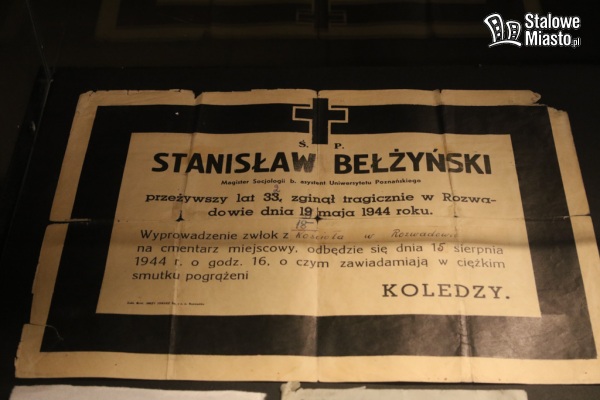 Stalowe
Miasto.pl
Ś. P.
STANISŁAW BEŁŻYŃSKI
Magister Socjologii b. asystent Uniwersytetu Poznańskiego
przeżywszy lat 33, zginął tragicznie w Rozwa-
dowie dnia 19 maja 1944 roku.
18
Wyprowadzenie zwłok z kościoła w Rozwadowie
na cmentarz miejscowy, odbędzie się dnia 15 sierpnia
1944 r. o godz. 16, o czym zawiadamiają w ciężkim
smutku pogrążeni
KOLEDZY.